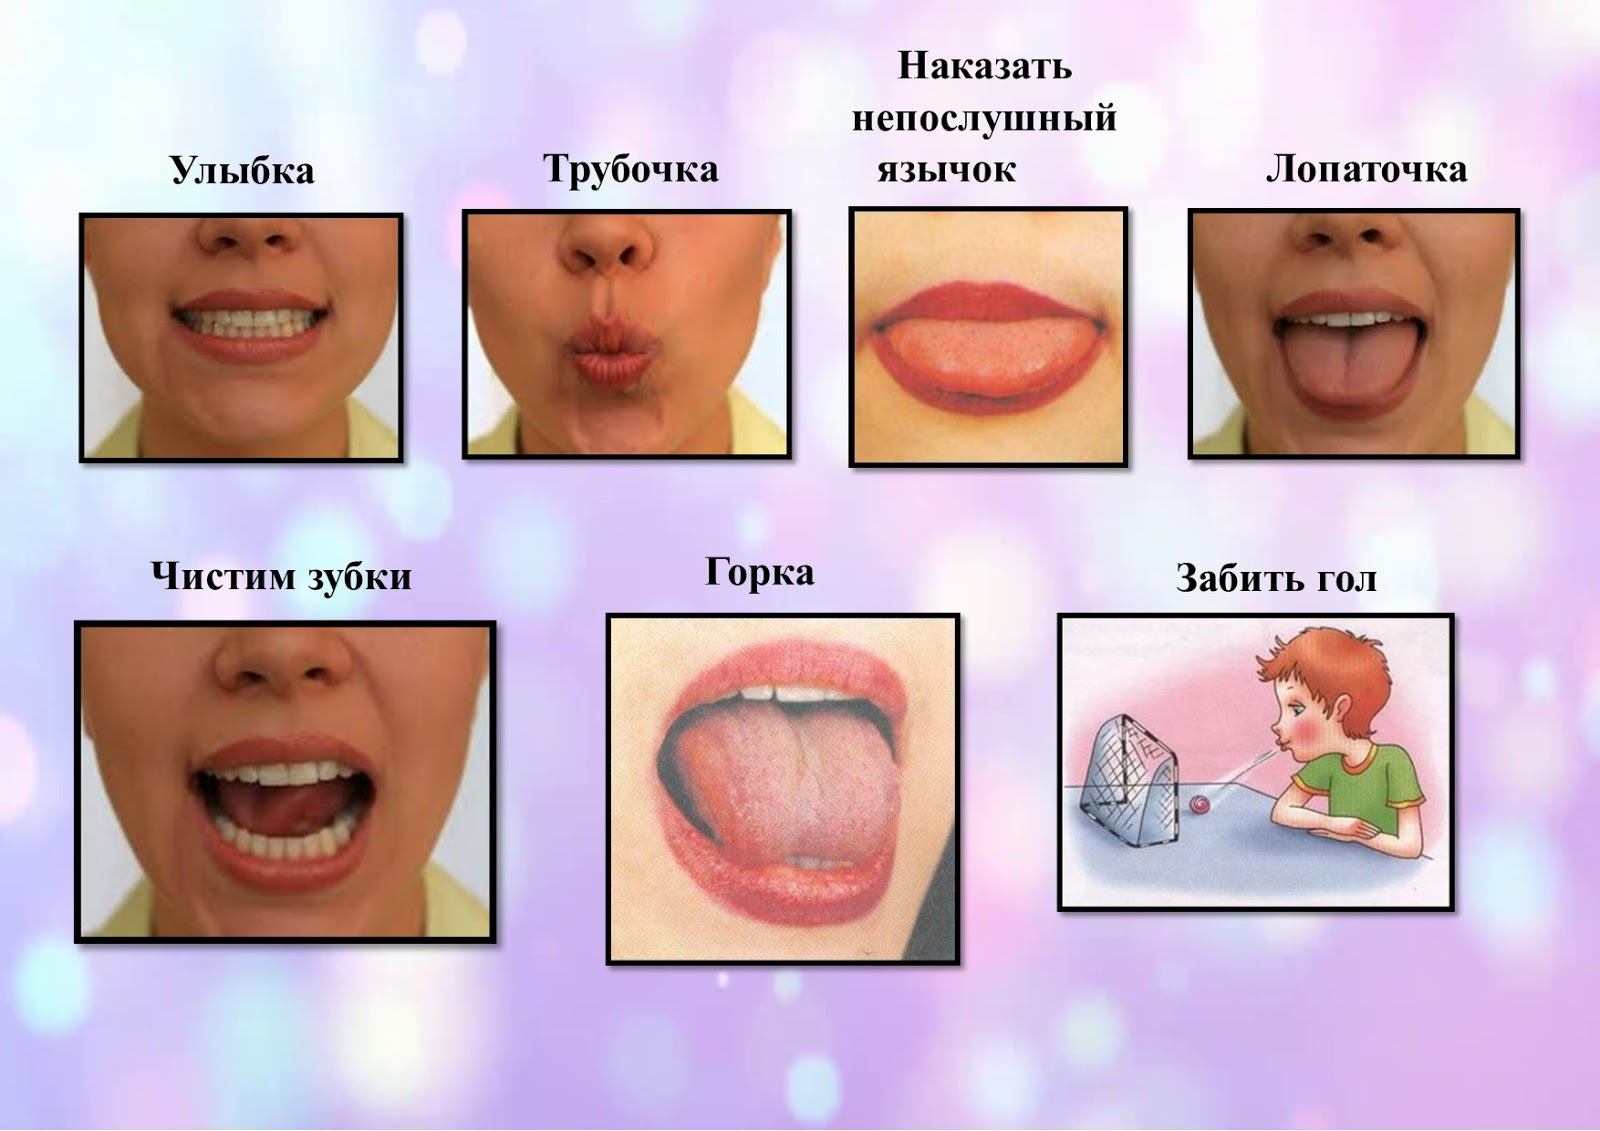 Улыбка
Трубочка
Наказать
непослушный
язычок
Лопаточка
Чистим зубки
Горка
Забить гол